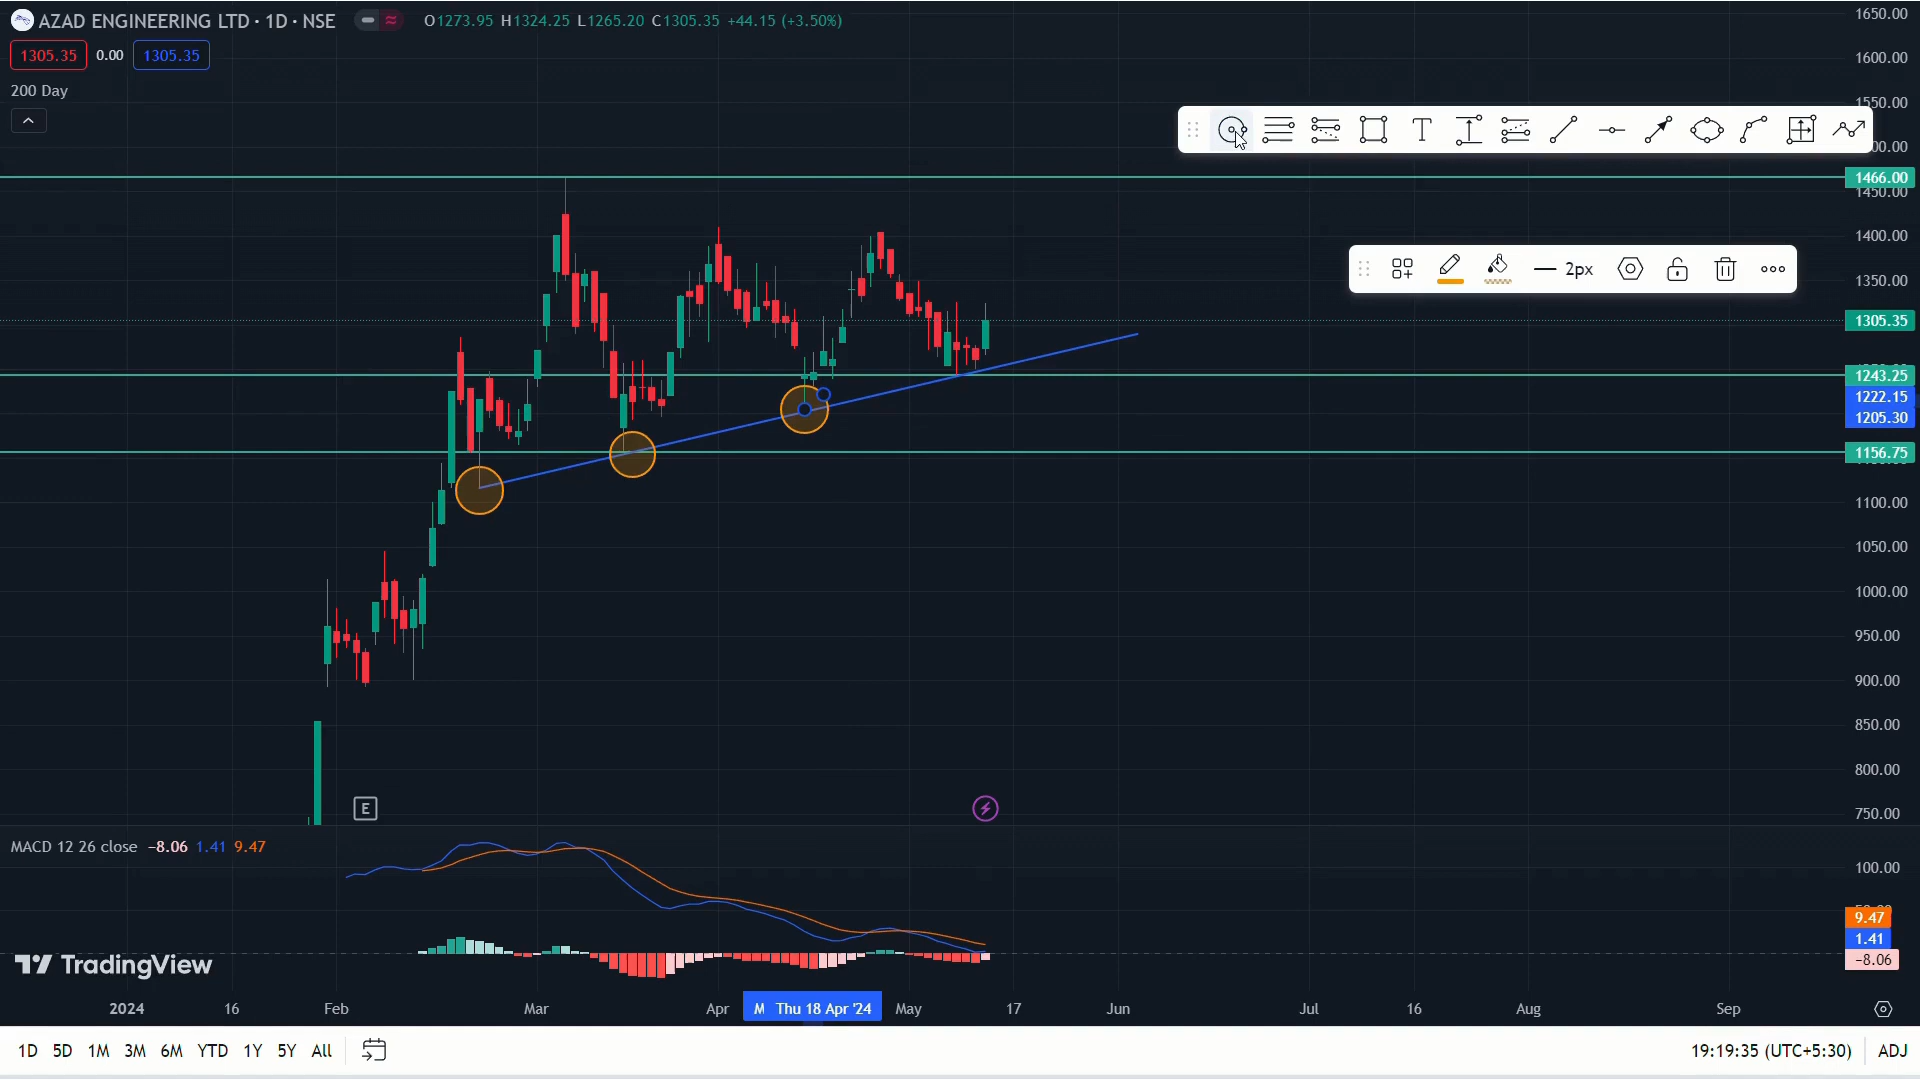 AZAD ENGINEERING LTD · 1D · NSE
O1273.95 H1324.25 L1265.20 C1305.35 +44.15 (+3.50%)
1305.35 0.00 1305.35
200 Day
2px
1650.00
1600.00
1550.00
1466.00
1450.00
1400.00
1350.00
1305.35
1243.25
1222.15
1205.30
1156.75
1100.00
1050.00
1000.00
950.00
900.00
850.00
800.00
750.00
E
MACD 12 26 close −8.06 1.41 9.47
100.00
9.47
1.41
−8.06
TradingView
2024 16 Feb Mar Apr M Thu 18 Apr '24 May 17 Jun Jul 16 Aug Sep
1D 5D 1M 3M 6M YTD 1Y 5Y All
19:19:35 (UTC+5:30) ADJ